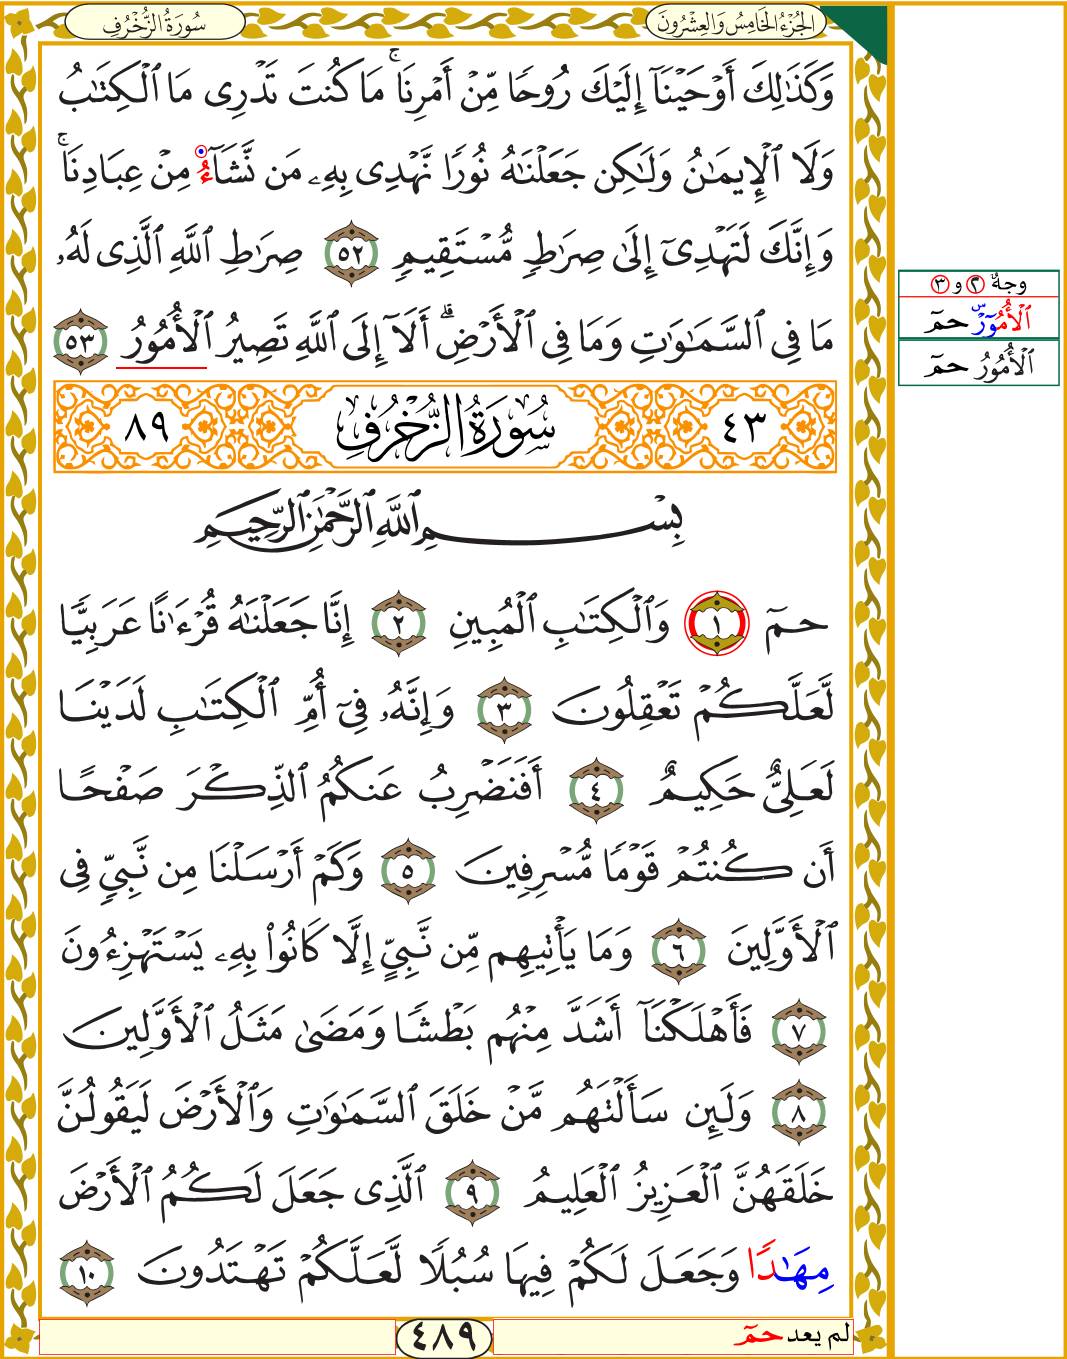 سُورَةُ الزُّخْرُفِ
الجُزْءُ الخَامِسُ وَالعِشْرُونَ
وَكَذَٰلِكَ أَوْحَيْنَآ إِلَيْكَ رُوحًا مِّنْ أَمْرِنَا ۚ مَا كُنتَ تَدْرِى مَا ٱلْكِتَٰبُ
وَلَا ٱلْإِيمَٰنُ وَلَٰكِن جَعَلْنَٰهُ نُورًا نَّهْدِى بِهِۦ مَن نَّشَآءُ مِنْ عِبَادِنَا ۚ
وَإِنَّكَ لَتَهْدِىٓ إِلَىٰ صِرَٰطٍ مُّسْتَقِيمٍ ٥٢ صِرَٰطِ ٱللَّهِ ٱلَّذِى لَهُۥ
مَا فِى ٱلسَّمَٰوَٰتِ وَمَا فِى ٱلْأَرْضِ ۗ أَلَآ إِلَى ٱللَّهِ تَصِيرُ ٱلْأُمُورُ ٥٣
٤٣ سُورَةُ الزُّخْرُفِ ٨٩
بِسْمِ ٱللَّهِ ٱلرَّحْمَٰنِ ٱلرَّحِيمِ
حمٓ ١ وَٱلْكِتَٰبِ ٱلْمُبِينِ ٢ إِنَّا جَعَلْنَٰهُ قُرْءَٰنًا عَرَبِيًّا
لَّعَلَّكُمْ تَعْقِلُونَ ٣ وَإِنَّهُۥ فِىٓ أُمِّ ٱلْكِتَٰبِ لَدَيْنَا
لَعَلِىٌّ حَكِيمٌ ٤ أَفَنَضْرِبُ عَنكُمُ ٱلذِّكْرَ صَفْحًا
أَن كُنتُمْ قَوْمًا مُّسْرِفِينَ ٥ وَكَمْ أَرْسَلْنَا مِن نَّبِىٍّ فِى
ٱلْأَوَّلِينَ ٦ وَمَا يَأْتِيهِم مِّن نَّبِىٍّ إِلَّا كَانُوا۟ بِهِۦ يَسْتَهْزِءُونَ
٧ فَأَهْلَكْنَآ أَشَدَّ مِنْهُم بَطْشًا وَمَضَىٰ مَثَلُ ٱلْأَوَّلِينَ
٨ وَلَئِن سَأَلْتَهُم مَّنْ خَلَقَ ٱلسَّمَٰوَٰتِ وَٱلْأَرْضَ لَيَقُولُنَّ
خَلَقَهُنَّ ٱلْعَزِيزُ ٱلْعَلِيمُ ٩ ٱلَّذِى جَعَلَ لَكُمُ ٱلْأَرْضَ
مِهَٰدًا وَجَعَلَ لَكُمْ فِيهَا سُبُلًا لَّعَلَّكُمْ تَهْتَدُونَ ١٠
وجهٌ ٢ و ٣
ٱلْأُمُورُ حمٓ
ٱلْأُمُورُ حمٓ
لم يعد حمٓ
٤٨٩